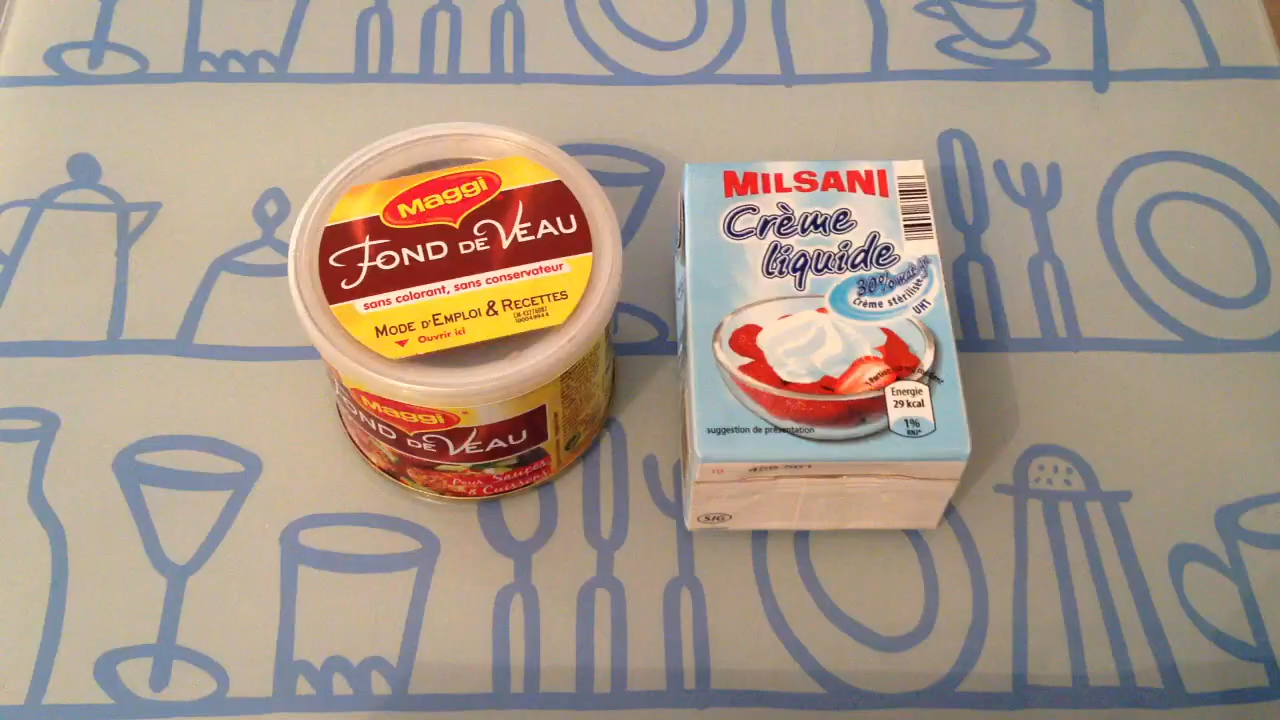 Maggi
FOND DE VEAU
sans colorant, sans conservateur
MODE D'EMPLOI & RECETTES
Ouvrir ici
Maggi
FOND DE VEAU
Pour Sauces
& Cuissons
MILSANI
Crème
liquide
30%
Crème stérilisée
UHT
Energie
29 kcal
1%
suggestion de présentation
SIG